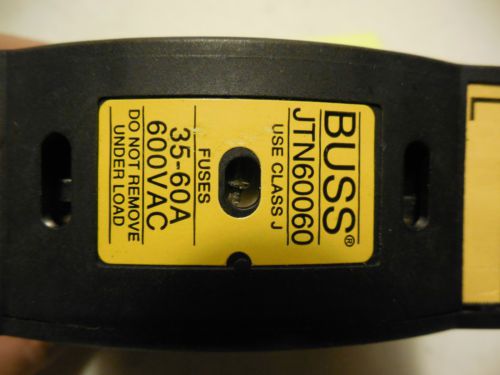 BUSS®
JTN60060
USE CLASS J
FUSES
35-60A
600VAC
DO NOT REMOVE
UNDER LOAD